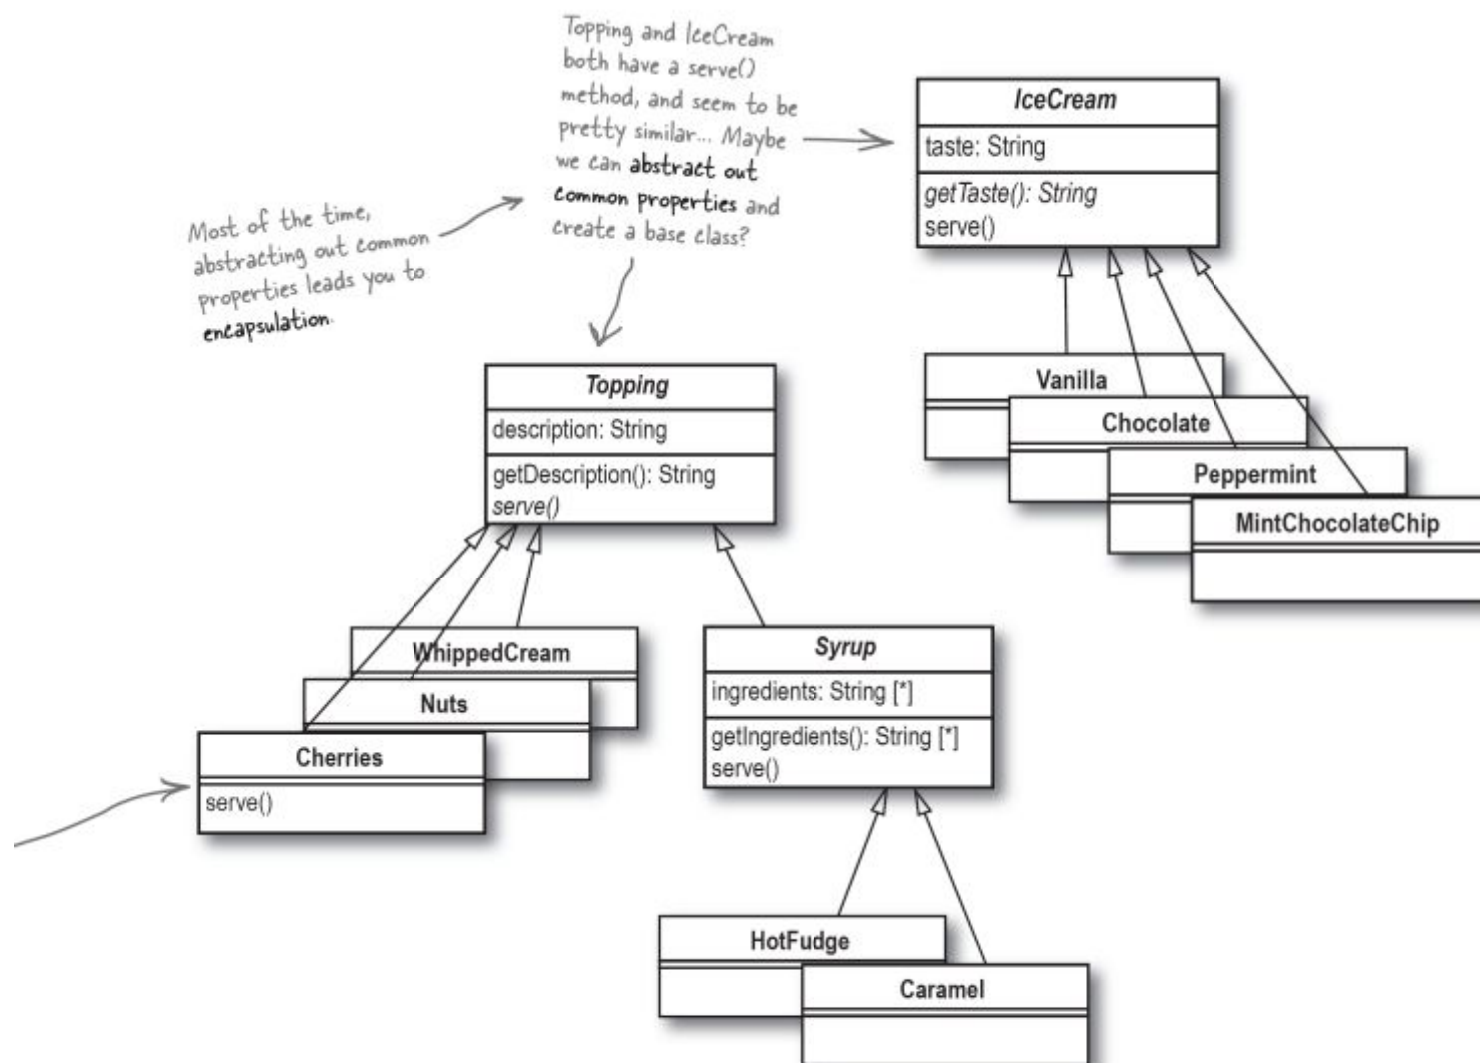 Topping and IceCream
both have a serve()
method, and seem to be
pretty similar... Maybe
we can abstract out
common properties and
create a base class?
Most of the time,
abstracting out common
properties leads you to
encapsulation.
IceCream
taste: String
getTaste(): String
serve()
Vanilla
Chocolate
Peppermint
MintChocolateChip
Topping
description: String
getDescription(): String
serve()
WhippedCream
Nuts
Cherries
serve()
Syrup
ingredients: String [*]
getIngredients(): String [*]
serve()
HotFudge
Caramel